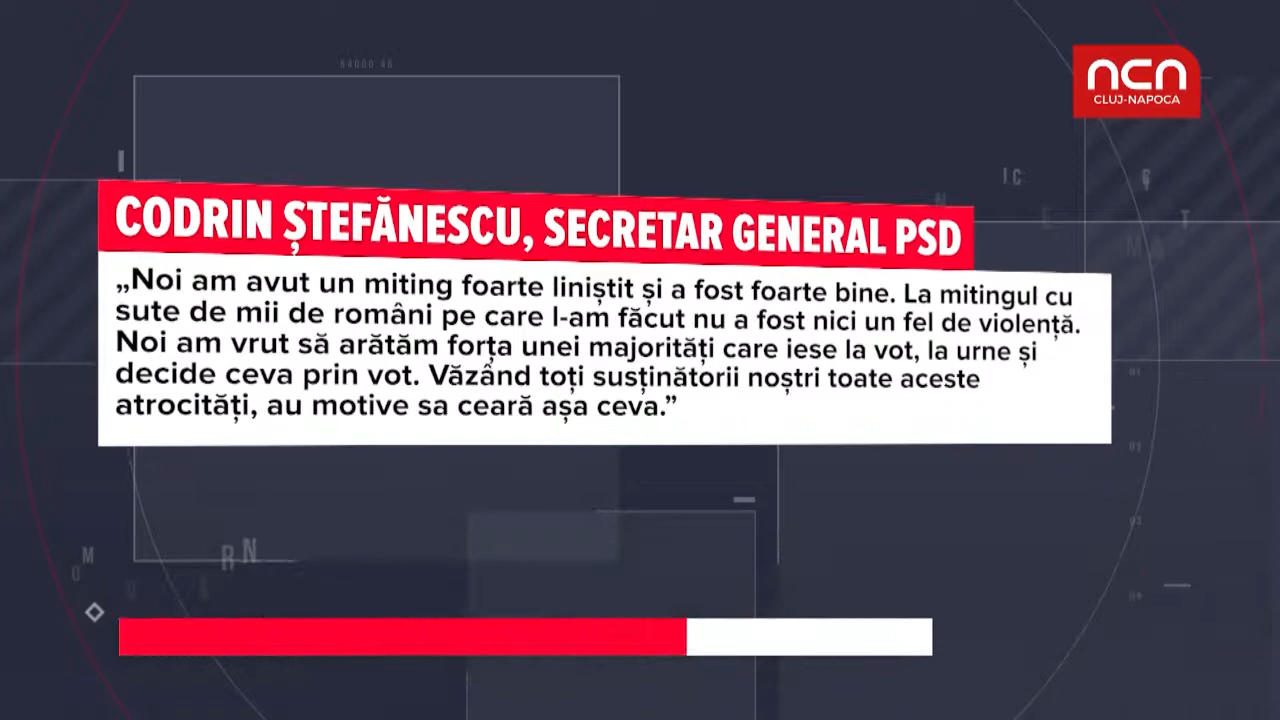 84000 48
ncn
CLUJ-NAPOCA
CODRIN ȘTEFĂNESCU, SECRETAR GENERAL PSD
„Noi am avut un miting foarte liniștit și a fost foarte bine. La mitingul cu
sute de mii de români pe care l-am făcut nu a fost nici un fel de violență.
Noi am vrut să arătăm forța unei majorități care iese la vot, la urne și
decide ceva prin vot. Văzând toți susținătorii noștri toate aceste
atrocități, au motive sa ceară așa ceva.”